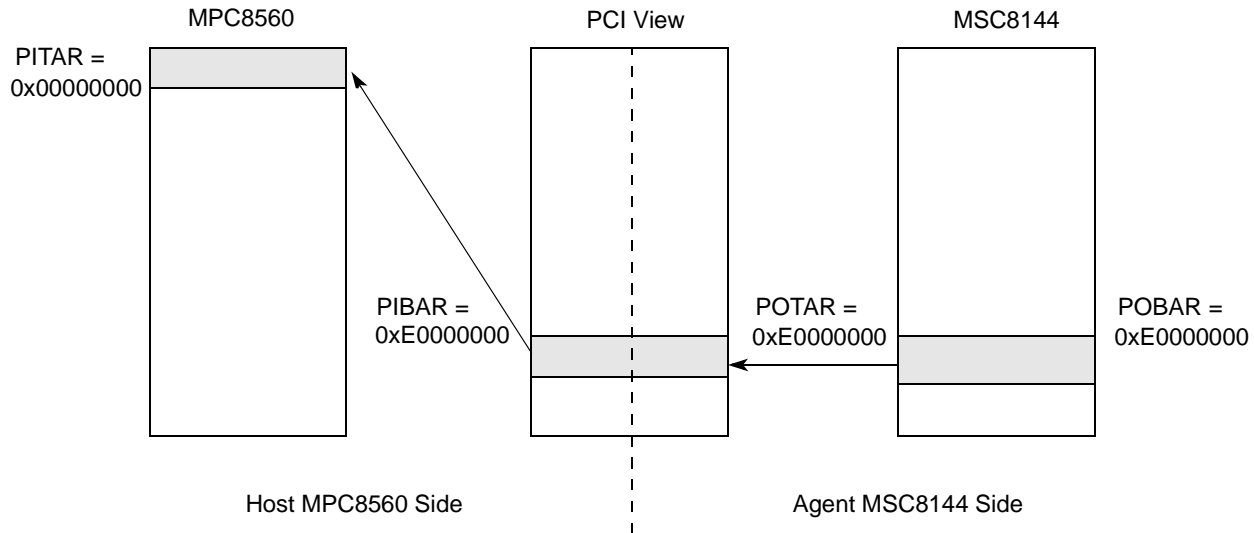 MPC8560
PCI View
MSC8144
PITAR =
0x00000000
PIBAR =
0xE0000000
POTAR =
0xE0000000
POBAR =
0xE0000000
Host MPC8560 Side
Agent MSC8144 Side